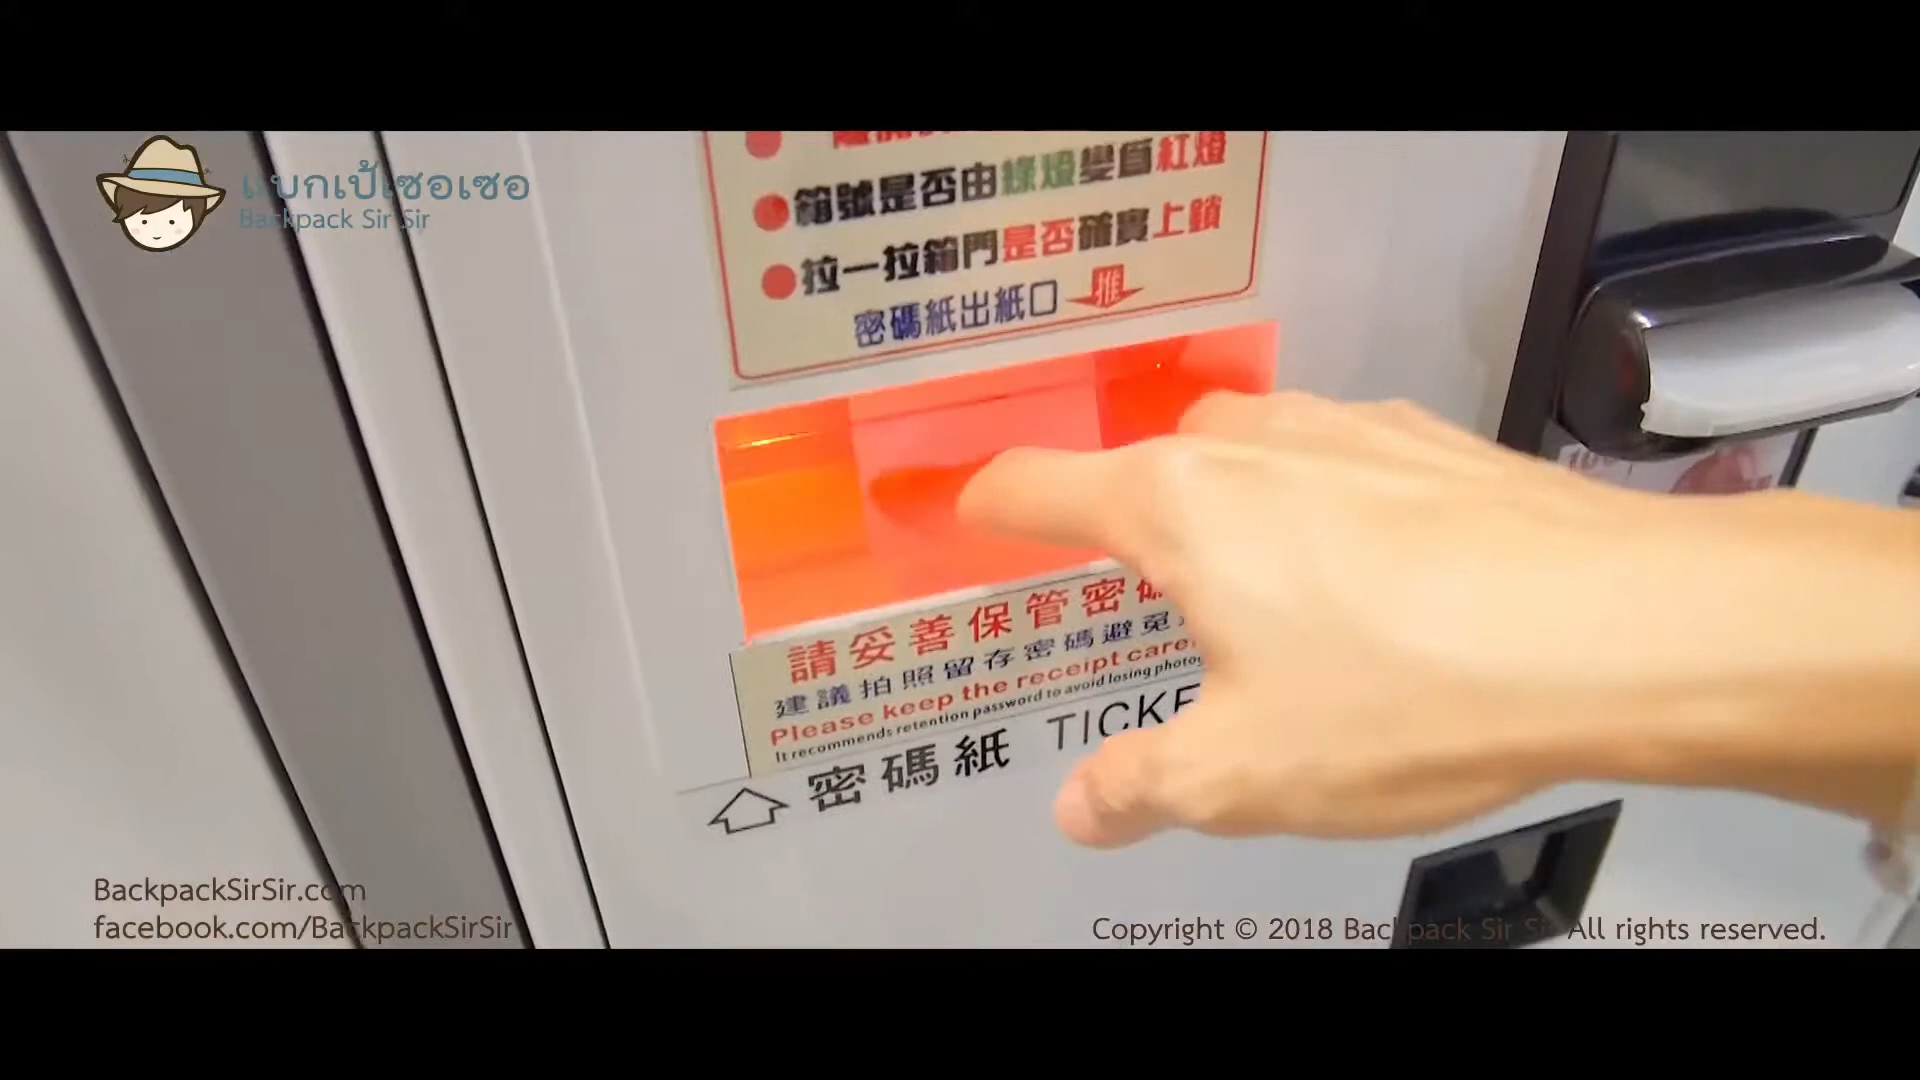 แบกเป้เซอเซอ
Backpack Sir Sir
箱號是否由綠燈變為紅燈
拉一拉箱門是否確實上鎖
密碼紙出紙口 推
請妥善保管密碼
建議拍照留存密碼避免
Please keep the receipt care
It recommends retention password to avoid losing photo
密碼紙 TICKE
BackpackSirSir.com
facebook.com/BackpackSirSir
Copyright © 2018 Backpack Sir Sir All rights reserved.